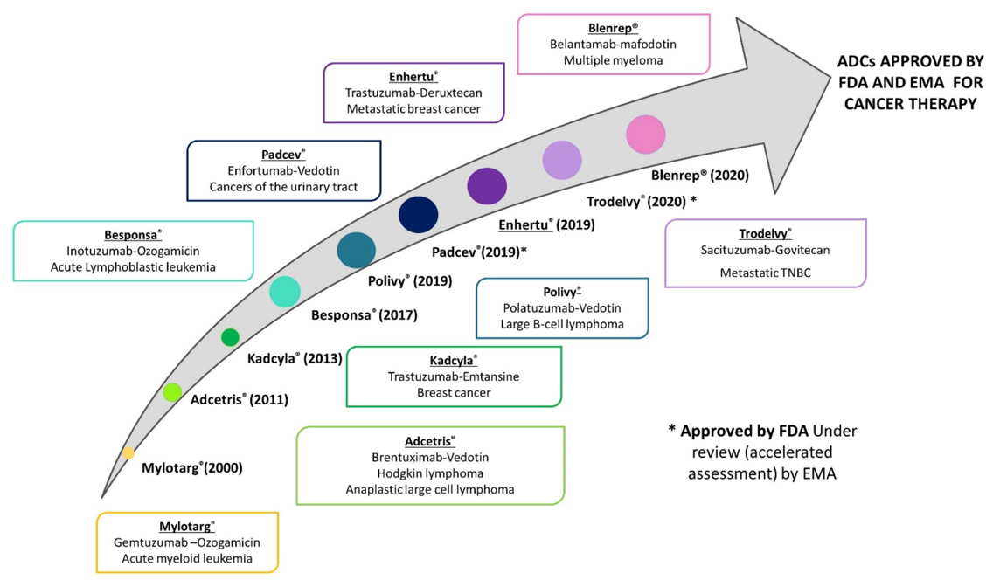 Blenrep®
Belantamab-mafodotin
Multiple myeloma
ADCs APPROVED BY
FDA AND EMA FOR
CANCER THERAPY
Enhertu®
Trastuzumab-Deruxtecan
Metastatic breast cancer
Padcev®
Enfortumab-Vedotin
Cancers of the urinary tract
Blenrep® (2020)
Trodelvy® (2020) *
Enhertu® (2019)
Padcev®(2019)*
Polivy® (2019)
Besponsa® (2017)
Kadcyla® (2013)
Adcetris® (2011)
Mylotarg®(2000)
Besponsa®
Inotuzumab-Ozogamicin
Acute Lymphoblastic leukemia
Trodelvy®
Sacituzumab-Govitecan
Metastatic TNBC
Polivy®
Polatuzumab-Vedotin
Large B-cell lymphoma
Kadcyla®
Trastuzumab-Emtansine
Breast cancer
Adcetris®
Brentuximab-Vedotin
Hodgkin lymphoma
Anaplastic large cell lymphoma
* Approved by FDA Under
review (accelerated
assessment) by EMA
Mylotarg®
Gemtuzumab –Ozogamicin
Acute myeloid leukemia